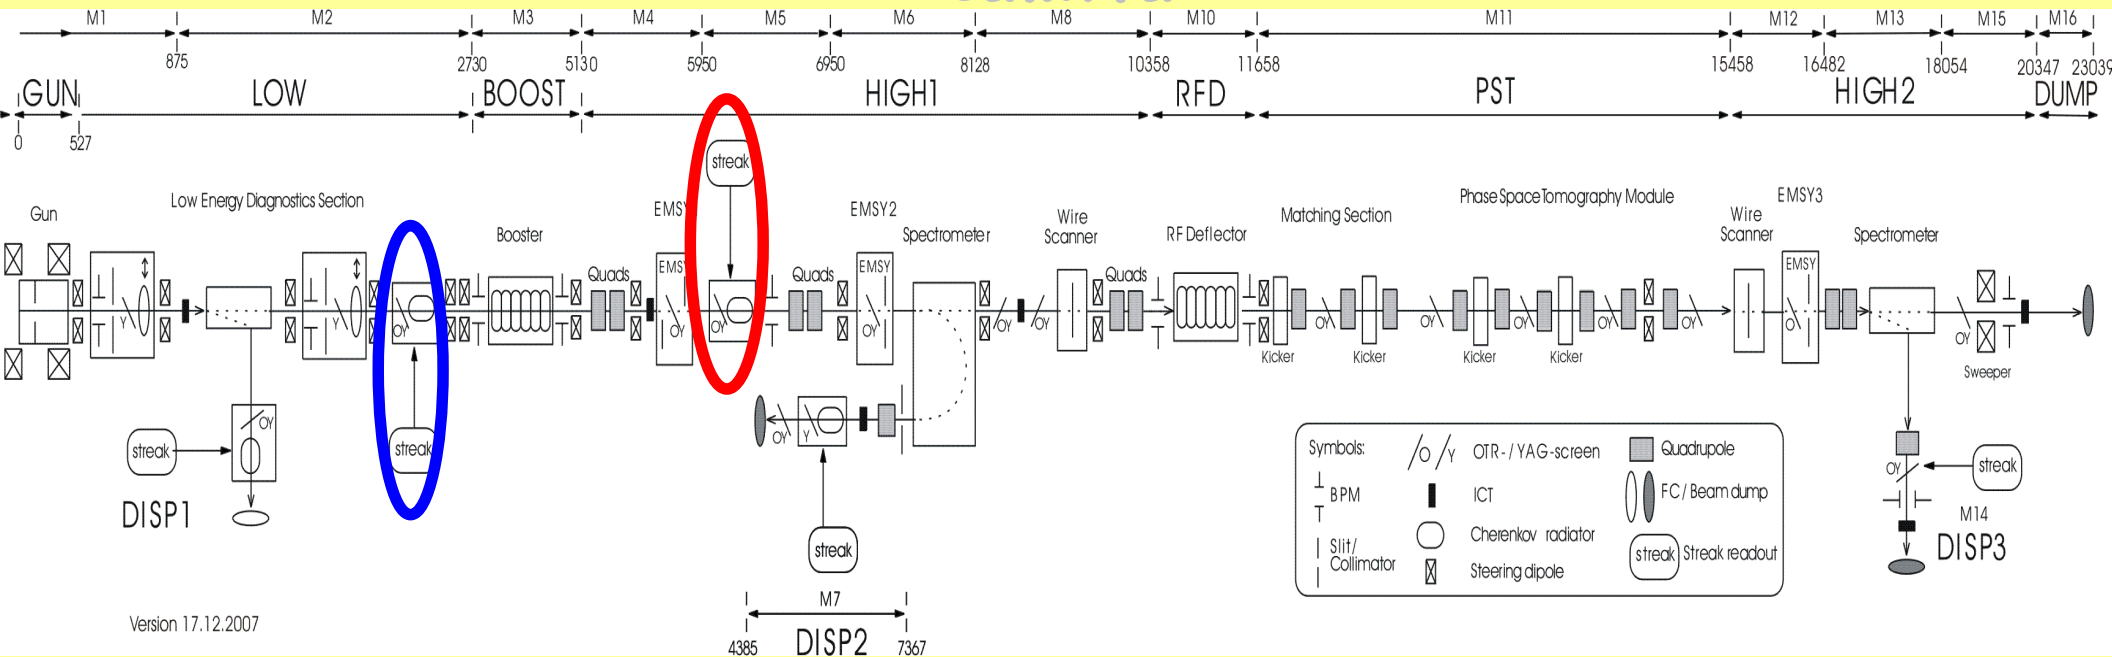 M1 M2 M3 M4 M5 M6 M8 M10 M11 M12 M13 M15 M16
875 2730 5130 5950 6950 8128 10358 11658 15458 16482 18054 20347 23039
GUN LOW BOOST HIGH1 RFD PST HIGH2 DUMP
0 527
streak
Low Energy Diagnostics Section
Phase Space Tomography Module
EMSY3
Gun
EMSY
EMSY2
Wire
Scanner
Matching Section
Wire
Scanner
Booster
Spectrometer
RF Deflector
Spectrometer
Quads
EMSY
Quads
EMSY
Quads
EMSY
Y Y OY OY OY OY OY OY OY OY OY OY OY OY OY
Kicker Kicker Kicker Kicker
Sweeper
OY
OY Y
streak
streak
DISP1
streak
Symbols:
O Y OTR- / YAG-screen
Quadrupole
BPM
ICT
FC / Beam dump
Slit/
Collimator
Cherenkov radiator
Steering dipole
streak Streak readout
OY
streak
M14
DISP3
M7
4385 DISP2 7367
Version 17.12.2007